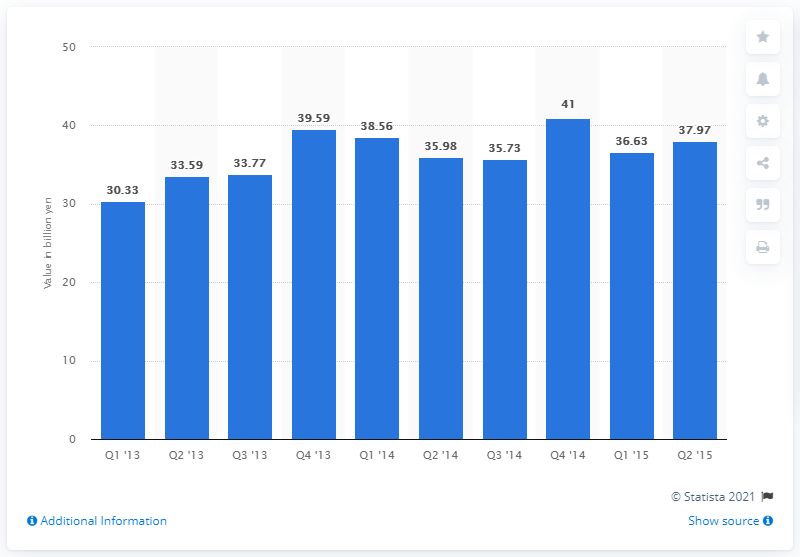 50
40
30
20
10
0
Value in billion yen
30.33
33.59
33.77
39.59
38.56
35.98
35.73
41
36.63
37.97
Q1 '13
Q2 '13
Q3 '13
Q4 '13
Q1 '14
Q2 '14
Q3 '14
Q4 '14
Q1 '15
Q2 '15
© Statista 2021
Additional Information
Show source